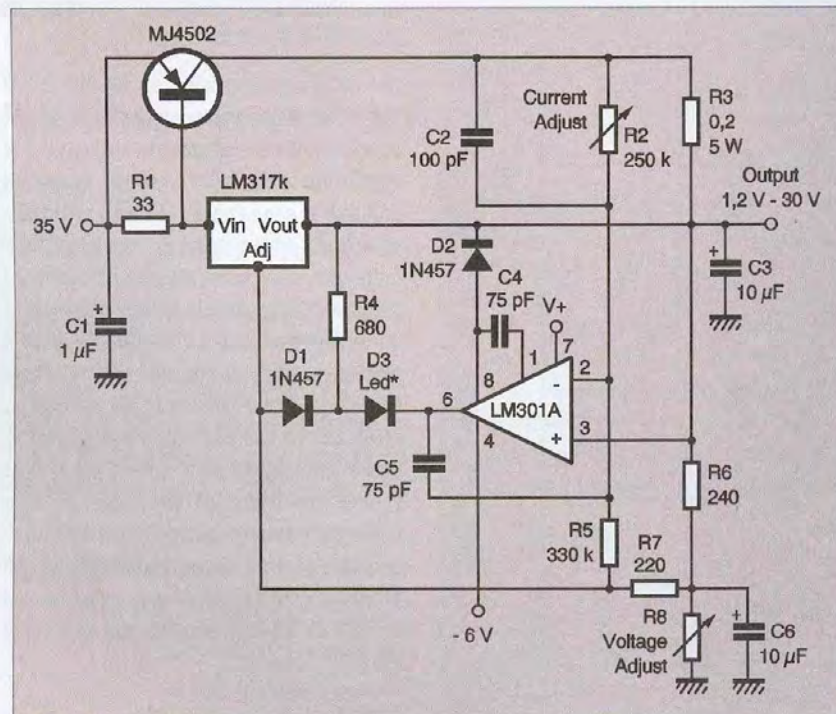 MJ4502
Current
Adjust
R2
250 k
R3
0,2
5 W
C2
100 pF
R1
33
LM317k
Output
1,2 V - 30 V
35 V
Vin
Vout
Adj
D2
1N457
C4
75 pF
V+
+
C3
10 µF
+
C1
1 µF
R4
680
D1
1N457
D3
Led*
1
7
8
2
-
6
LM301A
4
+
3
C5
75 pF
R6
240
R5
330 k
R7
220
- 6 V
R8
Voltage
Adjust
+
C6
10 µF